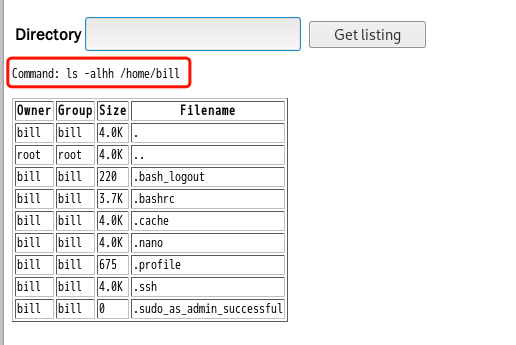 Directory Get listing
Command: ls -alhh /home/bill
Owner Group Size Filename
bill bill 4.0K .
root root 4.0K ..
bill bill 220 .bash_logout
bill bill 3.7K .bashrc
bill bill 4.0K .cache
bill bill 4.0K .nano
bill bill 675 .profile
bill bill 4.0K .ssh
bill bill 0 .sudo_as_admin_successful